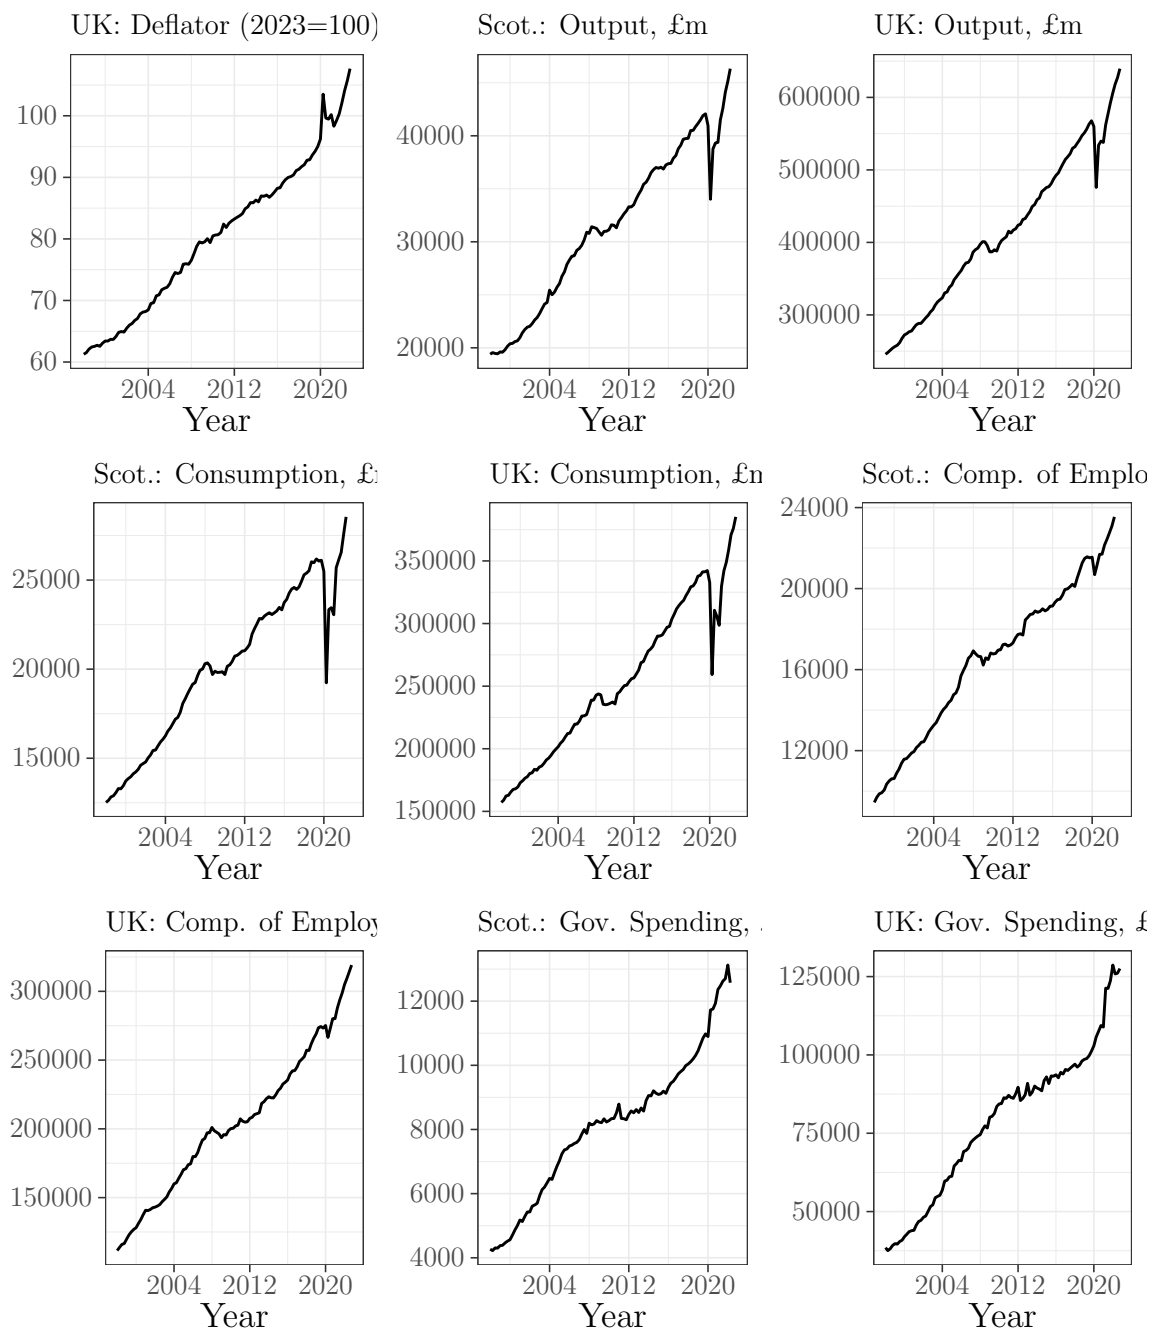 UK: Deflator (2023=100)
Scot.: Output, £m
UK: Output, £m
100
90
80
70
60
2004 2012 2020
Year
40000
30000
20000
2004 2012 2020
Year
600000
500000
400000
300000
2004 2012 2020
Year
Scot.: Consumption, £
UK: Consumption, £m
Scot.: Comp. of Emplo
25000
20000
15000
2004 2012 2020
Year
350000
300000
250000
200000
150000
2004 2012 2020
Year
24000
20000
16000
12000
2004 2012 2020
Year
UK: Comp. of Employ
Scot.: Gov. Spending,
UK: Gov. Spending, £
300000
250000
200000
150000
2004 2012 2020
Year
12000
10000
8000
6000
4000
2004 2012 2020
Year
125000
100000
75000
50000
2004 2012 2020
Year